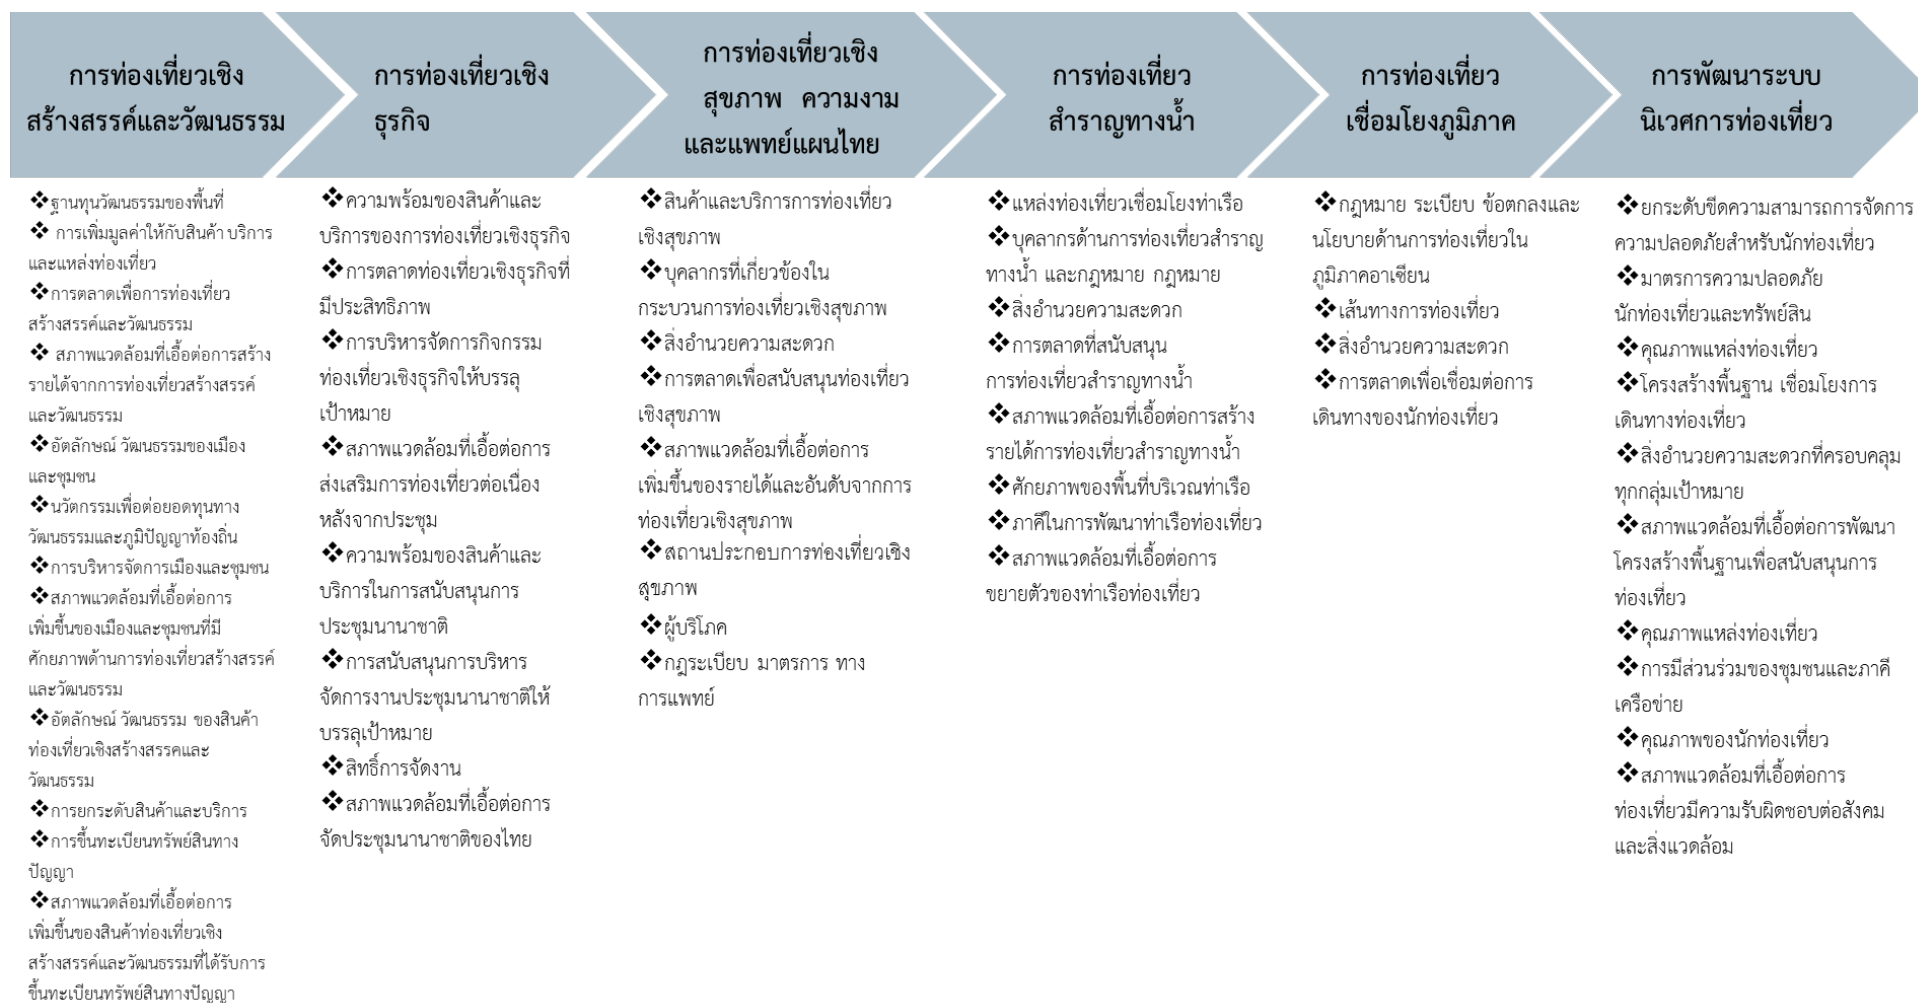 การท่องเที่ยวเชิง
สร้างสรรค์และวัฒนธรรม
❖ฐานทุนวัฒนธรรมของพื้นที่
❖ การเพิ่มมูลค่าให้กับสินค้า บริการ
และแหล่งท่องเที่ยว
❖การตลาดเพื่อการท่องเที่ยว
สร้างสรรค์และวัฒนธรรม
❖ สภาพแวดล้อมที่เอื้อต่อการสร้าง
รายได้จากการท่องเที่ยวสร้างสรรค์
และวัฒนธรรม
❖อัตลักษณ์ วัฒนธรรมของเมือง
และชุมชน
❖นวัตกรรมเพื่อต่อยอดทุนทาง
วัฒนธรรมและภูมิปัญญาท้องถิ่น
❖การบริหารจัดการเมืองและชุมชน
❖สภาพแวดล้อมที่เอื้อต่อการ
เพิ่มขึ้นของเมืองและชุมชนที่มี
ศักยภาพด้านการท่องเที่ยวสร้างสรรค์
และวัฒนธรรม
❖อัตลักษณ์ วัฒนธรรม ของสินค้า
ท่องเที่ยวเชิงสร้างสรรคและ
วัฒนธรรม
❖การยกระดับสินค้าและบริการ
❖การขึ้นทะเบียนทรัพย์สินทาง
ปัญญา
❖สภาพแวดล้อมที่เอื้อต่อการ
เพิ่มขึ้นของสินค้าท่องเที่ยวเชิง
สร้างสรรค์และวัฒนธรรมที่ได้รับการ
ขึ้นทะเบียนทรัพย์สินทางปัญญา
การท่องเที่ยวเชิง
ธุรกิจ
❖ความพร้อมของสินค้าและ
บริการของการท่องเที่ยวเชิงธุรกิจ
❖การตลาดท่องเที่ยวเชิงธุรกิจที่
มีประสิทธิภาพ
❖การบริหารจัดการกิจกรรม
ท่องเที่ยวเชิงธุรกิจให้บรรลุ
เป้าหมาย
❖สภาพแวดล้อมที่เอื้อต่อการ
ส่งเสริมการท่องเที่ยวต่อเนื่อง
หลังจากประชุม
❖ความพร้อมของสินค้าและ
บริการในการสนับสนุนการ
ประชุมนานาชาติ
❖การสนับสนุนการบริหาร
จัดการงานประชุมนานาชาติให้
บรรลุเป้าหมาย
❖สิทธิ์การจัดงาน
❖สภาพแวดล้อมที่เอื้อต่อการ
จัดประชุมนานาชาติของไทย
การท่องเที่ยวเชิง
สุขภาพ ความงาม
และแพทย์แผนไทย
❖สินค้าและบริการการท่องเที่ยว
เชิงสุขภาพ
❖บุคลากรที่เกี่ยวข้องใน
กระบวนการท่องเที่ยวเชิงสุขภาพ
❖สิ่งอำนวยความสะดวก
❖การตลาดเพื่อสนับสนุนท่องเที่ยว
เชิงสุขภาพ
❖สภาพแวดล้อมที่เอื้อต่อการ
เพิ่มขึ้นของรายได้และอันดับจากการ
ท่องเที่ยวเชิงสุขภาพ
❖สถานประกอบการท่องเที่ยวเชิง
สุขภาพ
❖ผู้บริโภค
❖กฎระเบียบ มาตรการ ทาง
การแพทย์
การท่องเที่ยว
สำราญทางน้ำ
❖แหล่งท่องเที่ยวเชื่อมโยงท่าเรือ
❖บุคลากรด้านการท่องเที่ยวสำราญ
ทางน้ำ และกฎหมาย กฎหมาย
❖สิ่งอำนวยความสะดวก
❖การตลาดที่สนับสนุน
การท่องเที่ยวสำราญทางน้ำ
❖สภาพแวดล้อมที่เอื้อต่อการสร้าง
รายได้การท่องเที่ยวสำราญทางน้ำ
❖ศักยภาพของพื้นที่บริเวณท่าเรือ
❖ภาคีในการพัฒนาท่าเรือท่องเที่ยว
❖สภาพแวดล้อมที่เอื้อต่อการ
ขยายตัวของท่าเรือท่องเที่ยว
การท่องเที่ยว
เชื่อมโยงภูมิภาค
❖กฎหมาย ระเบียบ ข้อตกลงและ
นโยบายด้านการท่องเที่ยวใน
ภูมิภาคอาเซียน
❖เส้นทางการท่องเที่ยว
❖สิ่งอำนวยความสะดวก
❖การตลาดเพื่อเชื่อมต่อการ
เดินทางของนักท่องเที่ยว
การพัฒนาระบบ
นิเวศการท่องเที่ยว
❖ยกระดับขีดความสามารถการจัดการ
ความปลอดภัยสำหรับนักท่องเที่ยว
❖มาตรการความปลอดภัย
นักท่องเที่ยวและทรัพย์สิน
❖คุณภาพแหล่งท่องเที่ยว
❖โครงสร้างพื้นฐาน เชื่อมโยงการ
เดินทางท่องเที่ยว
❖สิ่งอำนวยความสะดวกที่ครอบคลุม
ทุกกลุ่มเป้าหมาย
❖สภาพแวดล้อมที่เอื้อต่อการพัฒนา
โครงสร้างพื้นฐานเพื่อสนับสนุนการ
ท่องเที่ยว
❖คุณภาพแหล่งท่องเที่ยว
❖การมีส่วนร่วมของชุมชนและภาคี
เครือข่าย
❖คุณภาพของนักท่องเที่ยว
❖สภาพแวดล้อมที่เอื้อต่อการ
ท่องเที่ยวมีความรับผิดชอบต่อสังคม
และสิ่งแวดล้อม